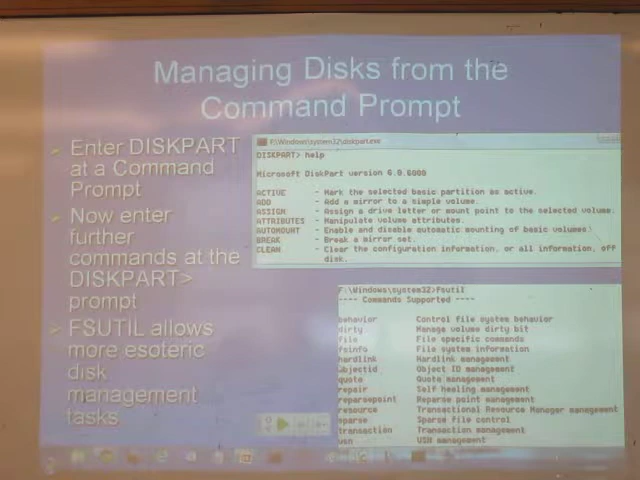 Managing Disks from the
Command Prompt
Enter DISKPART
at a Command
Prompt
Now enter
further
commands at the
DISKPART>
prompt
FSUTIL allows
more esoteric
disk
management
tasks
F:\Windows\system32\diskpart.exe
DISKPART> help
Microsoft DiskPart version 6.0.6000
ACTIVE - Mark the selected basic partition as active.
ADD - Add a mirror to a simple volume.
ASSIGN - Assign a drive letter or mount point to the selected volume.
ATTRIBUTES - Manipulate volume attributes.
AUTOMOUNT - Enable and disable automatic mounting of basic volumes.
BREAK - Break a mirror set.
CLEAN - Clear the configuration information, or all information, off
disk.
F:\Windows\system32>fsutil
---- Commands Supported ----
behavior Control file system behavior
dirty Manage volume dirty bit
file File specific commands
fsinfo File system information
hardlink Hardlink management
objectid Object ID management
quota Quota management
repair Self healing management
reparsepoint Reparse point management
resource Transactional Resource Manager management
sparse Sparse file control
transaction Transaction management
usn USN management